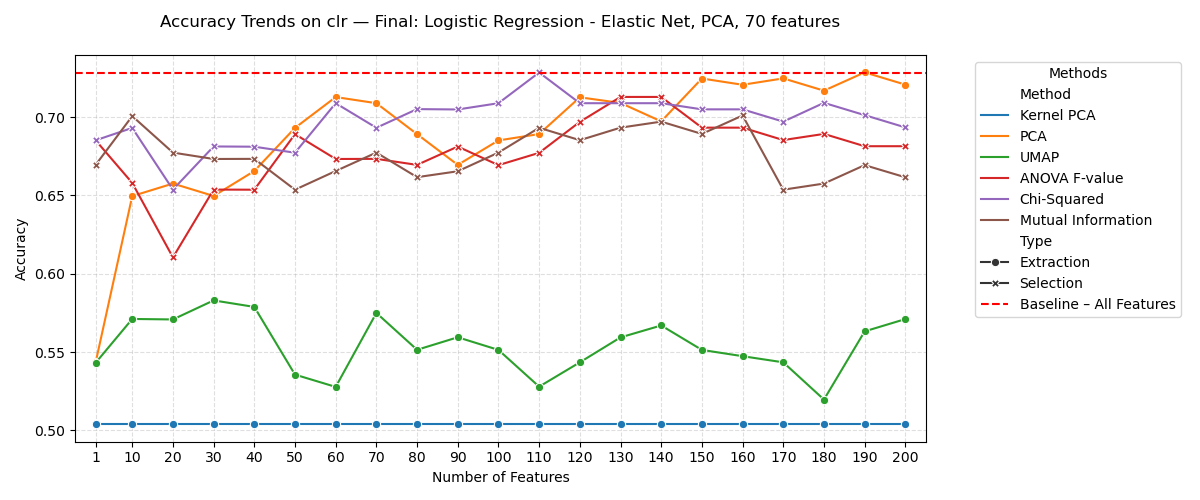 Accuracy Trends on clr — Final: Logistic Regression - Elastic Net, PCA, 70 features
Accuracy
0.70
0.65
0.60
0.55
0.50
1 10 20 30 40 50 60 70 80 90 100 110 120 130 140 150 160 170 180 190 200
Number of Features
Methods
Method
Kernel PCA
PCA
UMAP
ANOVA F-value
Chi-Squared
Mutual Information
Type
Extraction
Selection
Baseline – All Features